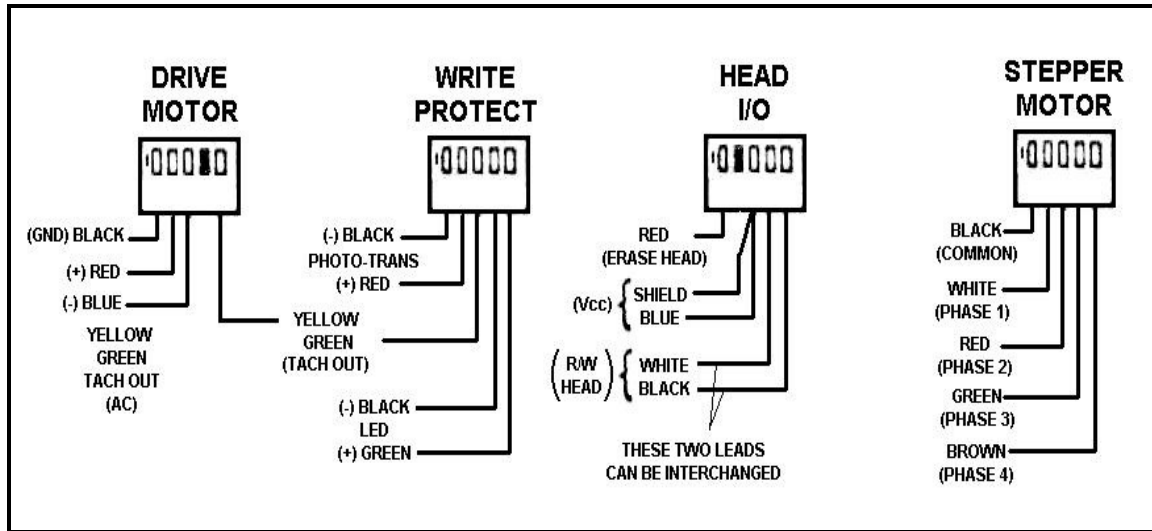 DRIVE
MOTOR
(GND) BLACK
(+) RED
(-) BLUE
YELLOW
GREEN
TACH OUT
(AC)
WRITE
PROTECT
(-) BLACK
PHOTO-TRANS
(+) RED
YELLOW
GREEN
(TACH OUT)
(-) BLACK
LED
(+) GREEN
HEAD
I/O
RED
(ERASE HEAD)
(Vcc)
SHIELD
BLUE
(R/W
HEAD)
WHITE
BLACK
THESE TWO LEADS
CAN BE INTERCHANGED
STEPPER
MOTOR
BLACK
(COMMON)
WHITE
(PHASE 1)
RED
(PHASE 2)
GREEN
(PHASE 3)
BROWN
(PHASE 4)